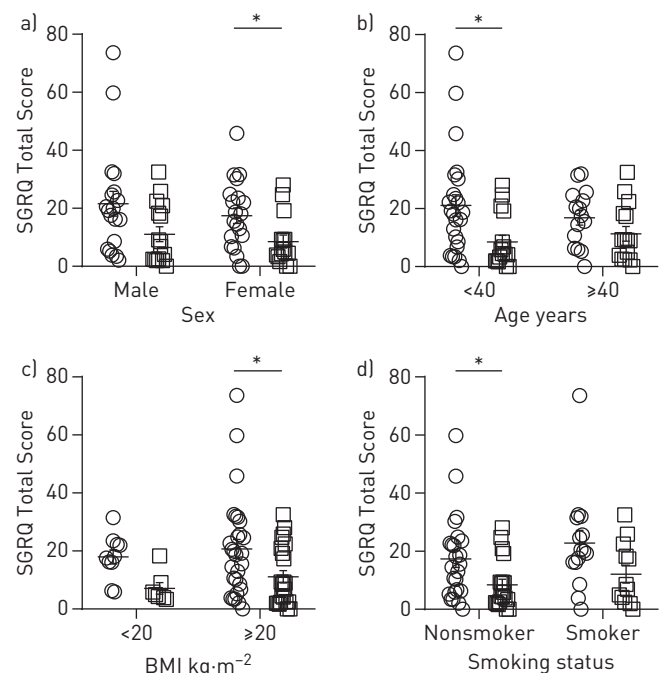 a)
*
SGRQ Total Score
80
60
40
20
0
Male Female
Sex
b)
*
SGRQ Total Score
80
60
40
20
0
<40 ≥40
Age years
c)
*
SGRQ Total Score
80
60
40
20
0
<20 ≥20
BMI kg·m⁻²
d)
*
SGRQ Total Score
80
60
40
20
0
Nonsmoker Smoker
Smoking status